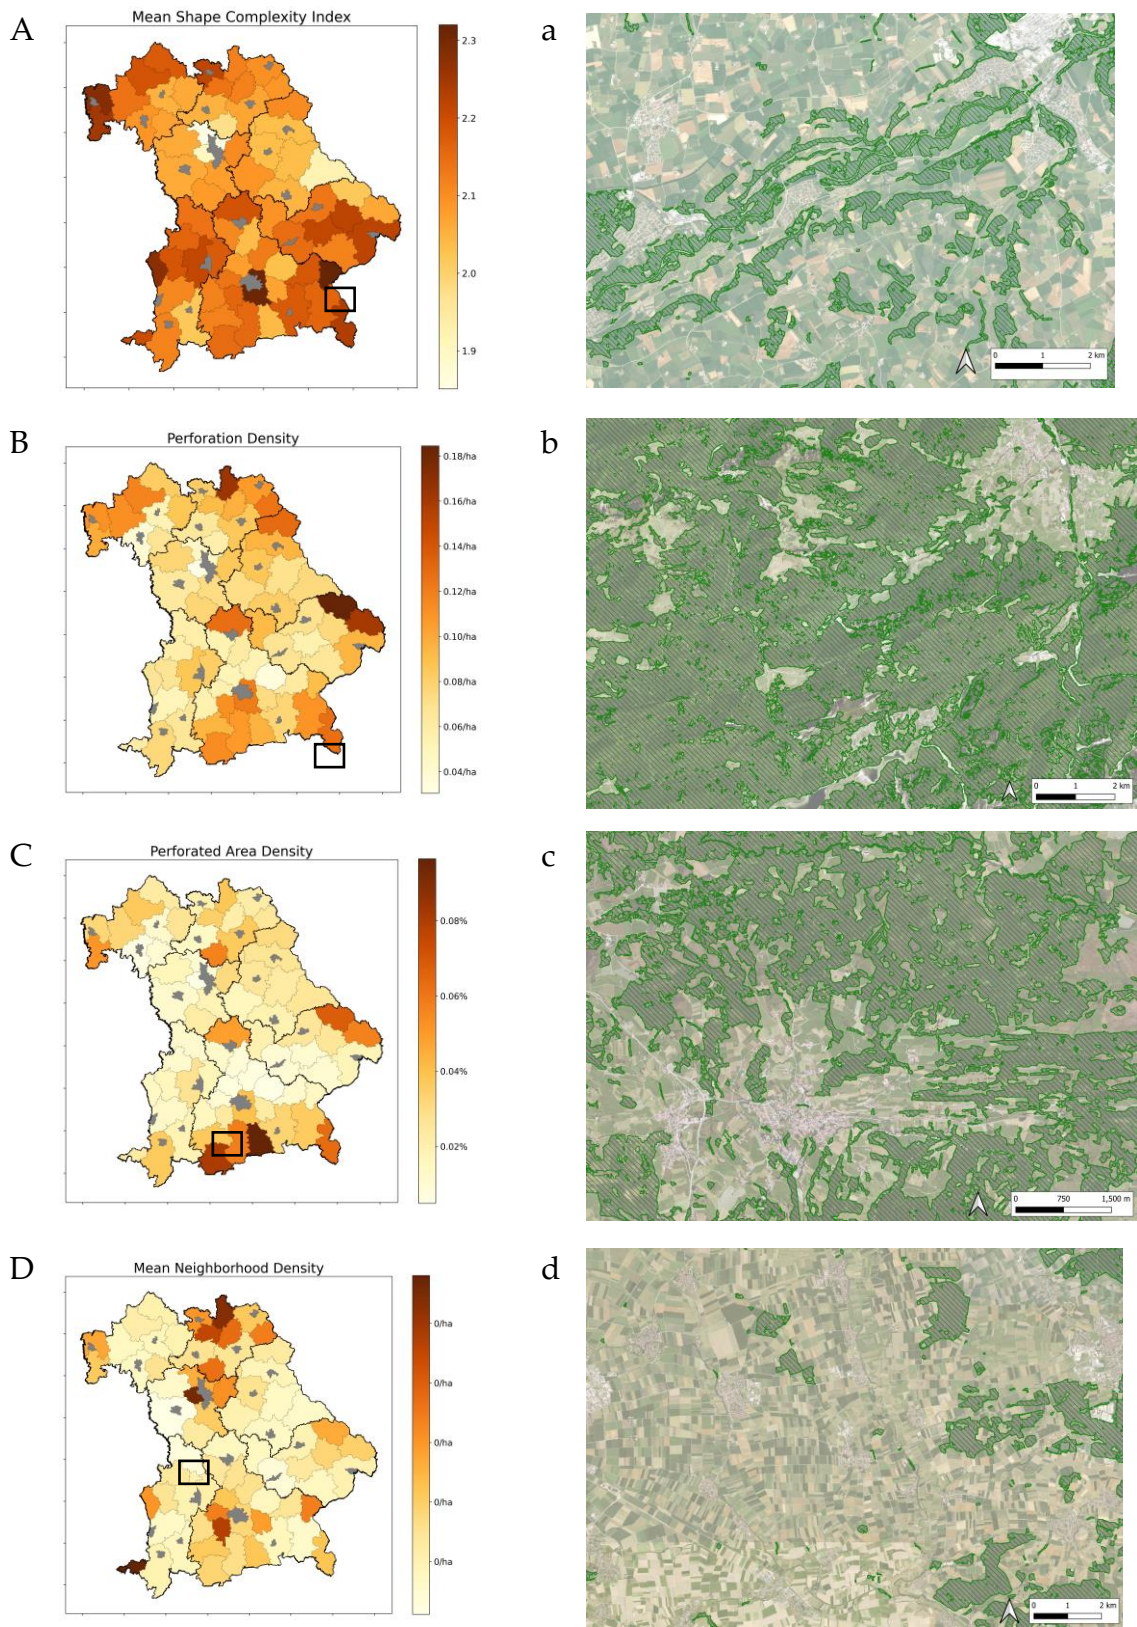 A
Mean Shape Complexity Index
2.3
2.2
2.1
2.0
1.9
a
0 1 2 km
B
Perforation Density
0.18/ha
0.16/ha
0.14/ha
0.12/ha
0.10/ha
0.08/ha
0.06/ha
0.04/ha
b
0 1 2 km
C
Perforated Area Density
0.08%
0.06%
0.04%
0.02%
c
0 750 1,500 m
D
Mean Neighborhood Density
0/ha
0/ha
0/ha
0/ha
0/ha
d
0 1 2 km